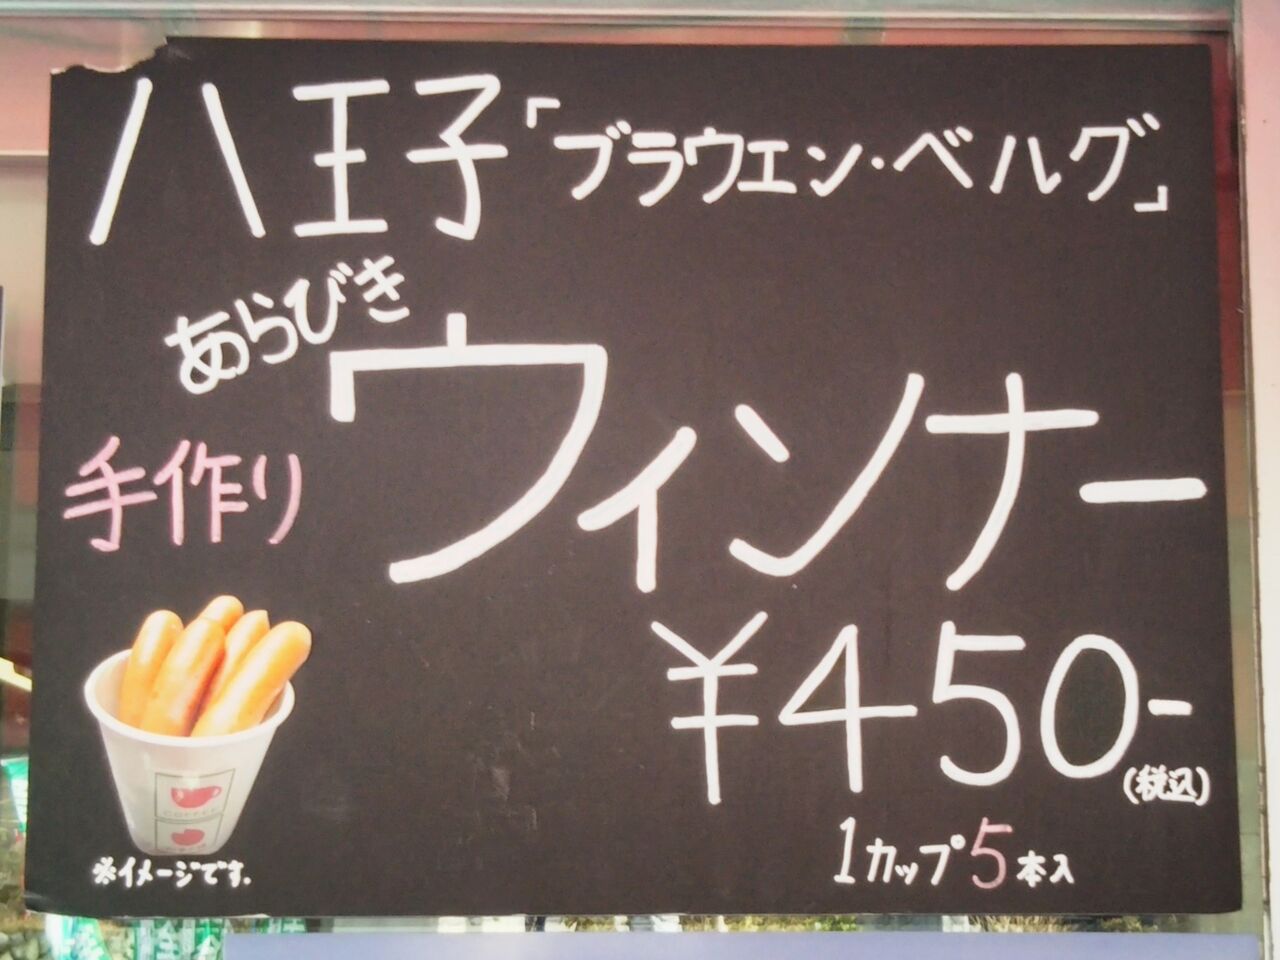 八王子「ブラウエン・ベルグ」
あらびき
ウィンナー
手作り
¥450-
(税込)
1カップ5本入
COFFEE
※イメージです.